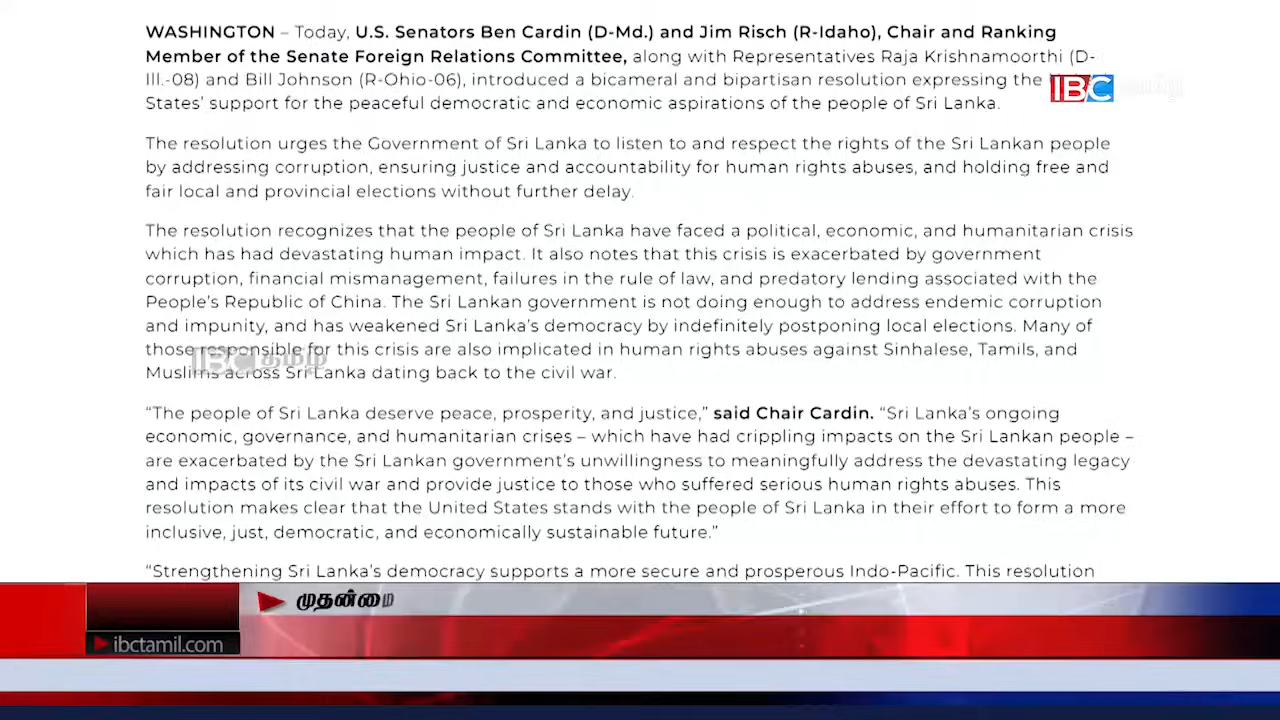 WASHINGTON – Today, U.S. Senators Ben Cardin (D-Md.) and Jim Risch (R-Idaho), Chair and Ranking
Member of the Senate Foreign Relations Committee, along with Representatives Raja Krishnamoorthi (D-
Ill.-08) and Bill Johnson (R-Ohio-06), introduced a bicameral and bipartisan resolution expressing the
IBC தமிழ்
States' support for the peaceful democratic and economic aspirations of the people of Sri Lanka.
The resolution urges the Government of Sri Lanka to listen to and respect the rights of the Sri Lankan people
by addressing corruption, ensuring justice and accountability for human rights abuses, and holding free and
fair local and provincial elections without further delay.
The resolution recognizes that the people of Sri Lanka have faced a political, economic, and humanitarian crisis
which has had devastating human impact. It also notes that this crisis is exacerbated by government
corruption, financial mismanagement, failures in the rule of law, and predatory lending associated with the
People's Republic of China. The Sri Lankan government is not doing enough to address endemic corruption
and impunity, and has weakened Sri Lanka's democracy by indefinitely postponing local elections. Many of
those responsible for this crisis are also implicated in human rights abuses against Sinhalese, Tamils, and
IBC தமிழ்
Muslims across Sri Lanka dating back to the civil war.
“The people of Sri Lanka deserve peace, prosperity, and justice,” said Chair Cardin. “Sri Lanka's ongoing
economic, governance, and humanitarian crises – which have had crippling impacts on the Sri Lankan people –
are exacerbated by the Sri Lankan government's unwillingness to meaningfully address the devastating legacy
and impacts of its civil war and provide justice to those who suffered serious human rights abuses. This
resolution makes clear that the United States stands with the people of Sri Lanka in their effort to form a more
inclusive, just, democratic, and economically sustainable future.”
“Strengthening Sri Lanka's democracy supports a more secure and prosperous Indo-Pacific. This resolution
முதன்மை
ibctamil.com